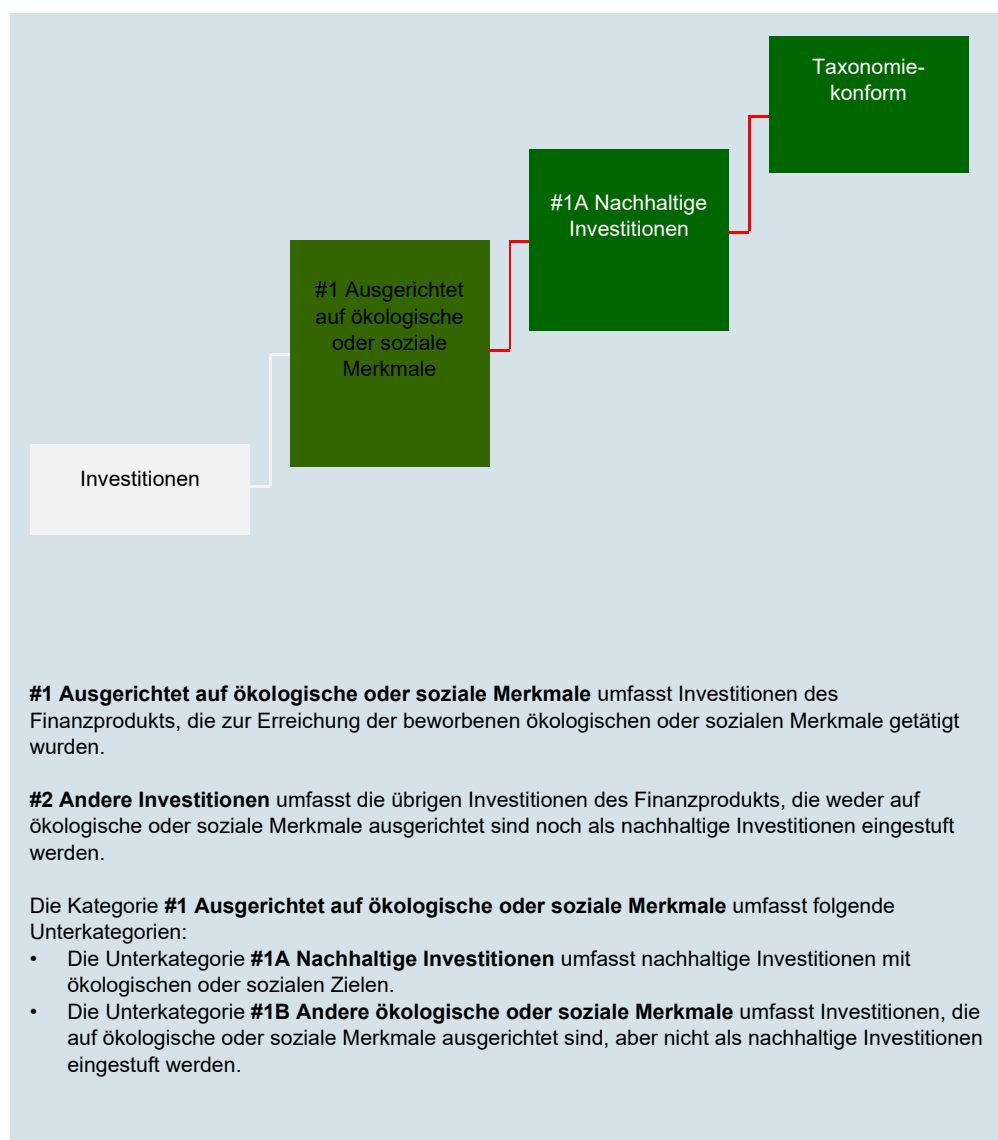 Taxonomie-
konform
#1A Nachhaltige
Investitionen
#1 Ausgerichtet
auf ökologische
oder soziale
Merkmale
Investitionen
#1 Ausgerichtet auf ökologische oder soziale Merkmale umfasst Investitionen des
Finanzprodukts, die zur Erreichung der beworbenen ökologischen oder sozialen Merkmale getätigt
wurden.
#2 Andere Investitionen umfasst die übrigen Investitionen des Finanzprodukts, die weder auf
ökologische oder soziale Merkmale ausgerichtet sind noch als nachhaltige Investitionen eingestuft
werden.
Die Kategorie #1 Ausgerichtet auf ökologische oder soziale Merkmale umfasst folgende
Unterkategorien:
• Die Unterkategorie #1A Nachhaltige Investitionen umfasst nachhaltige Investitionen mit
ökologischen oder sozialen Zielen.
• Die Unterkategorie #1B Andere ökologische oder soziale Merkmale umfasst Investitionen, die
auf ökologische oder soziale Merkmale ausgerichtet sind, aber nicht als nachhaltige Investitionen
eingestuft werden.